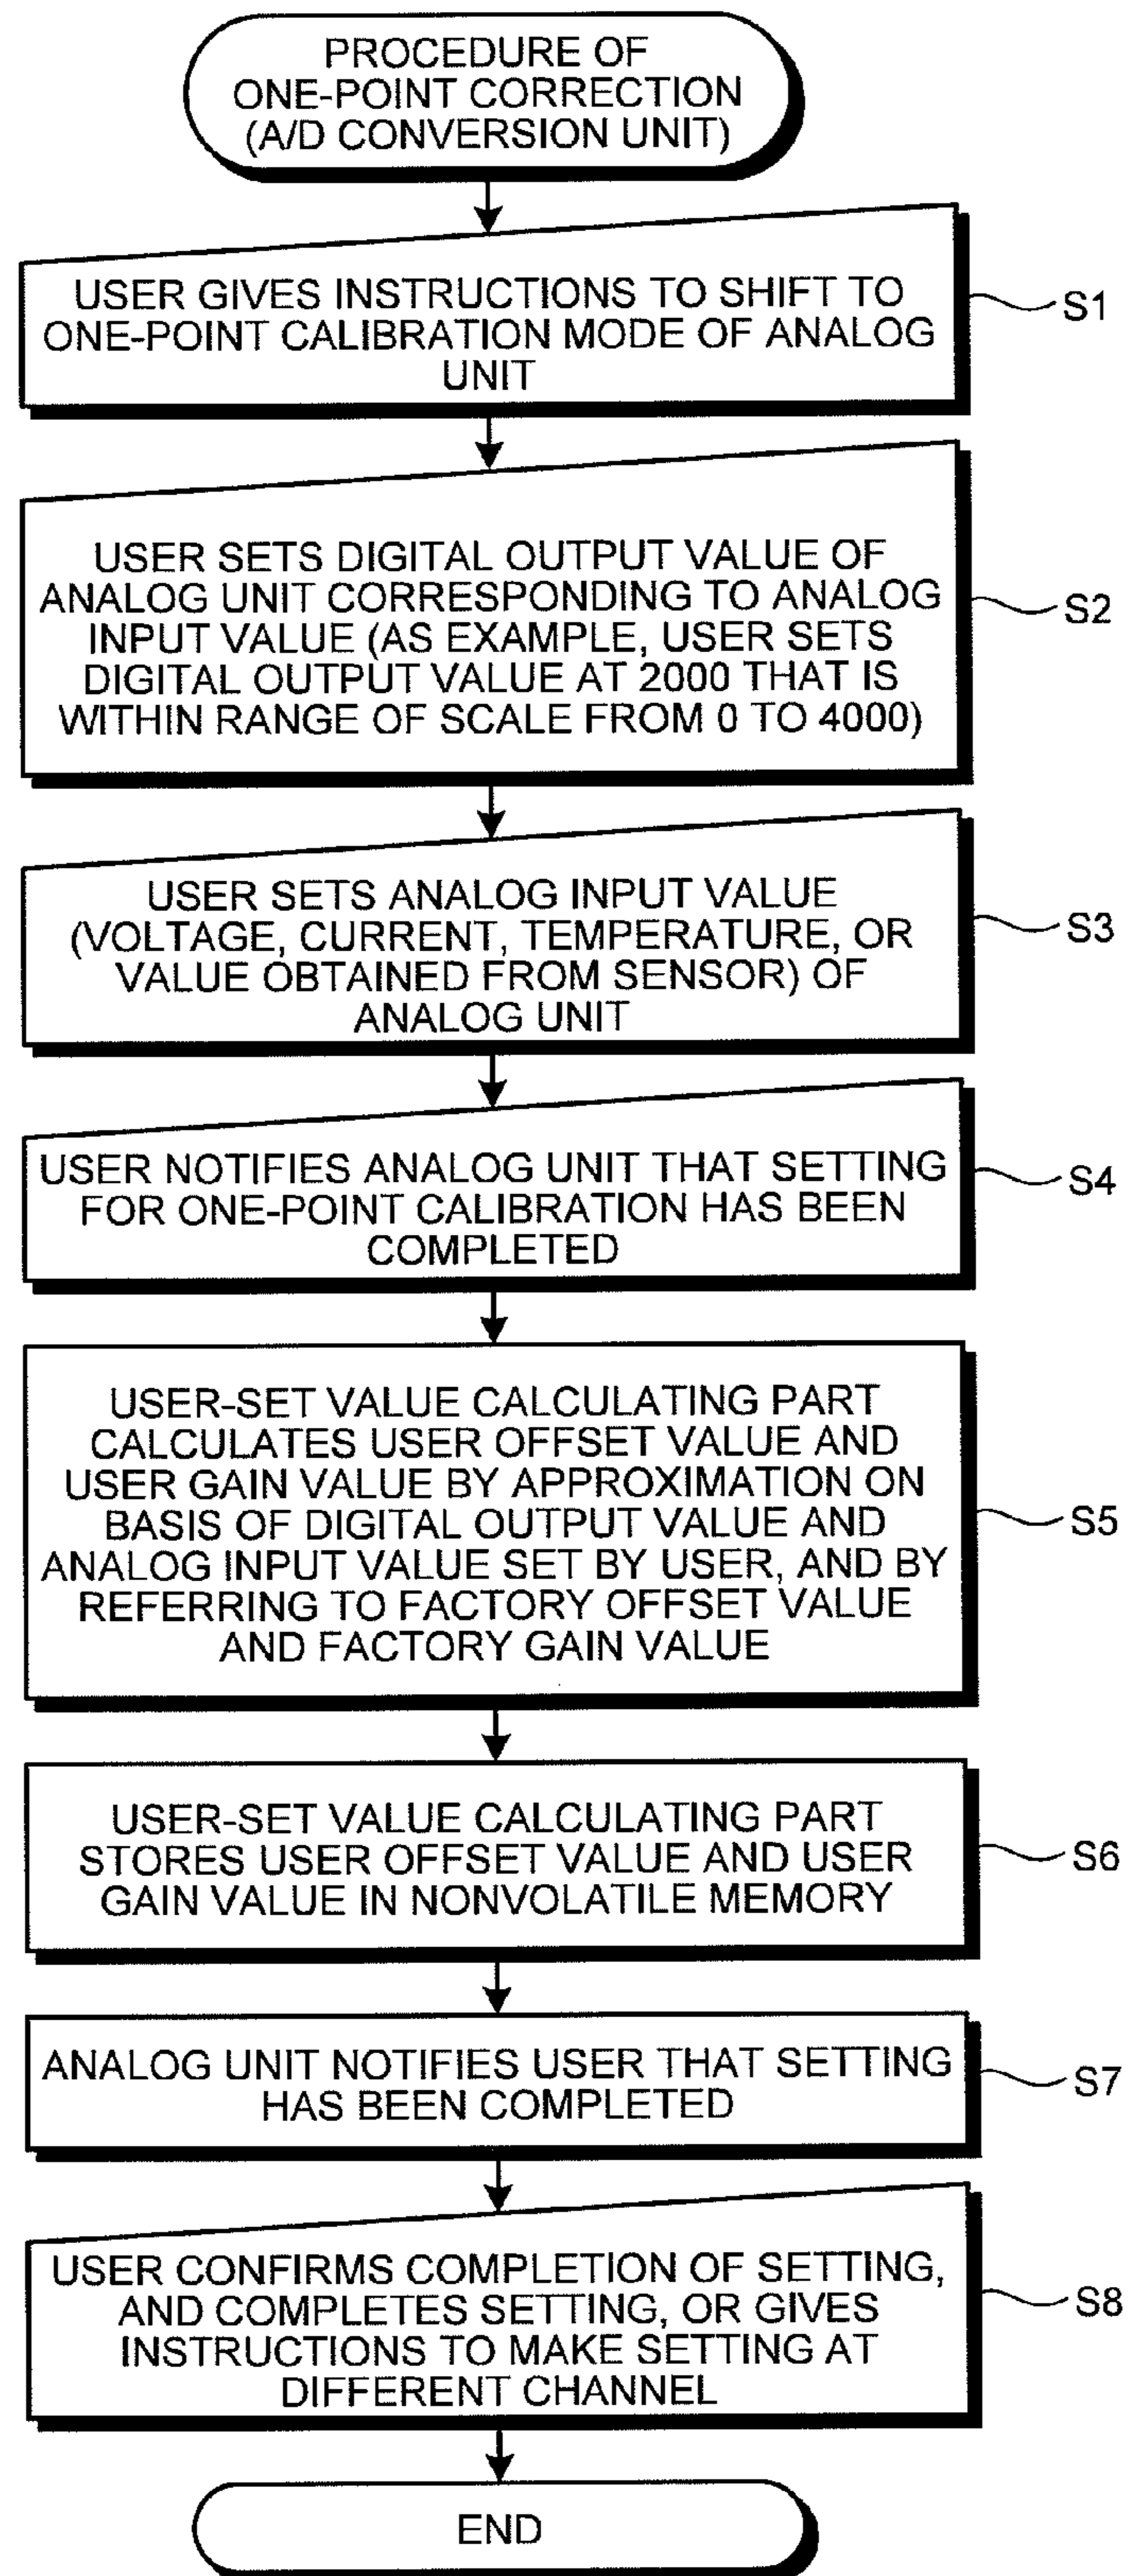 PROCEDURE OF
ONE-POINT CORRECTION
(A/D CONVERSION UNIT)
USER GIVES INSTRUCTIONS TO SHIFT TO
ONE-POINT CALIBRATION MODE OF ANALOG
UNIT
S1
USER SETS DIGITAL OUTPUT VALUE OF
ANALOG UNIT CORRESPONDING TO ANALOG
INPUT VALUE (AS EXAMPLE, USER SETS
DIGITAL OUTPUT VALUE AT 2000 THAT IS
WITHIN RANGE OF SCALE FROM 0 TO 4000)
S2
USER SETS ANALOG INPUT VALUE
(VOLTAGE, CURRENT, TEMPERATURE, OR
VALUE OBTAINED FROM SENSOR) OF
ANALOG UNIT
S3
USER NOTIFIES ANALOG UNIT THAT SETTING
FOR ONE-POINT CALIBRATION HAS BEEN
COMPLETED
S4
USER-SET VALUE CALCULATING PART
CALCULATES USER OFFSET VALUE AND
USER GAIN VALUE BY APPROXIMATION ON
BASIS OF DIGITAL OUTPUT VALUE AND
ANALOG INPUT VALUE SET BY USER, AND BY
REFERRING TO FACTORY OFFSET VALUE
AND FACTORY GAIN VALUE
S5
USER-SET VALUE CALCULATING PART
STORES USER OFFSET VALUE AND USER
GAIN VALUE IN NONVOLATILE MEMORY
S6
ANALOG UNIT NOTIFIES USER THAT SETTING
HAS BEEN COMPLETED
S7
USER CONFIRMS COMPLETION OF SETTING,
AND COMPLETES SETTING, OR GIVES
INSTRUCTIONS TO MAKE SETTING AT
DIFFERENT CHANNEL
S8
END